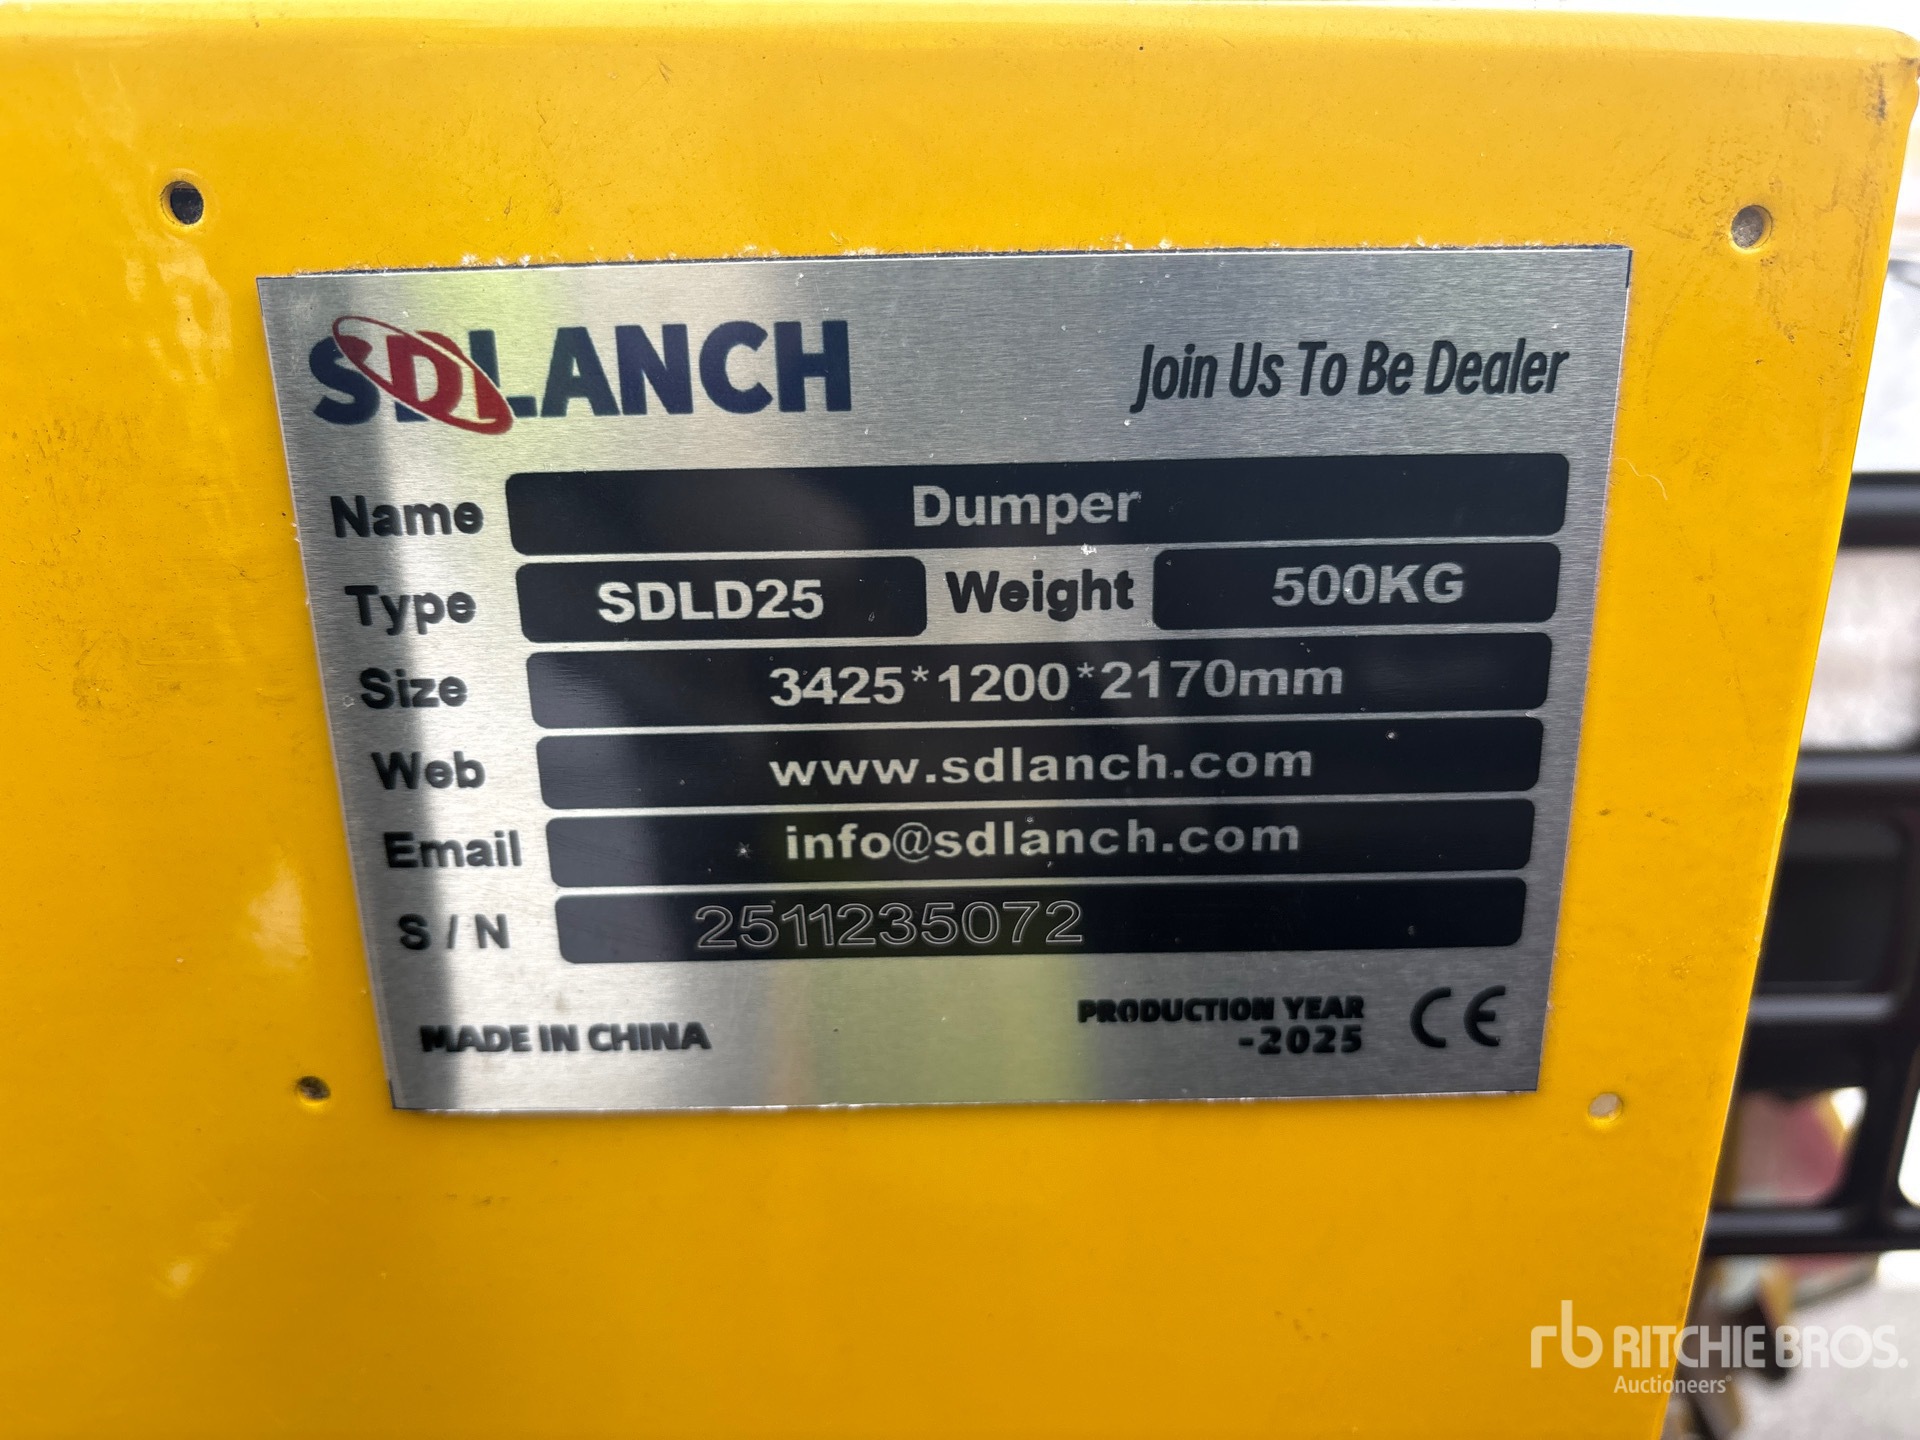 SDLANCH
Join Us To Be Dealer
Name Dumper
Type SDLD25 Weight 500KG
Size 3425*1200*2170mm
Web www.sdlanch.com
Email info@sdlanch.com
S / N 2511235072
MADE IN CHINA
PRODUCTION YEAR
-2025
CE
rb RITCHIE BROS.
Auctioneers